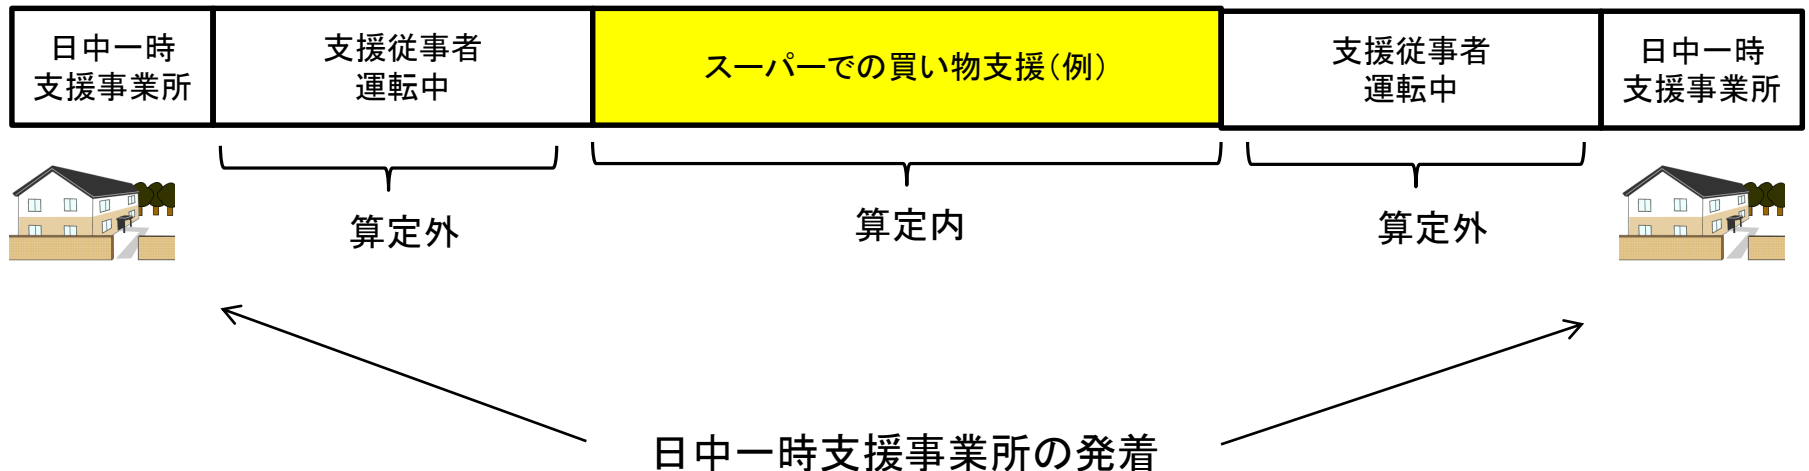 日中一時
支援事業所
支援従事者
運転中
スーパーでの買い物支援(例)
支援従事者
運転中
日中一時
支援事業所
算定外
算定内
算定外
日中一時支援事業所の発着